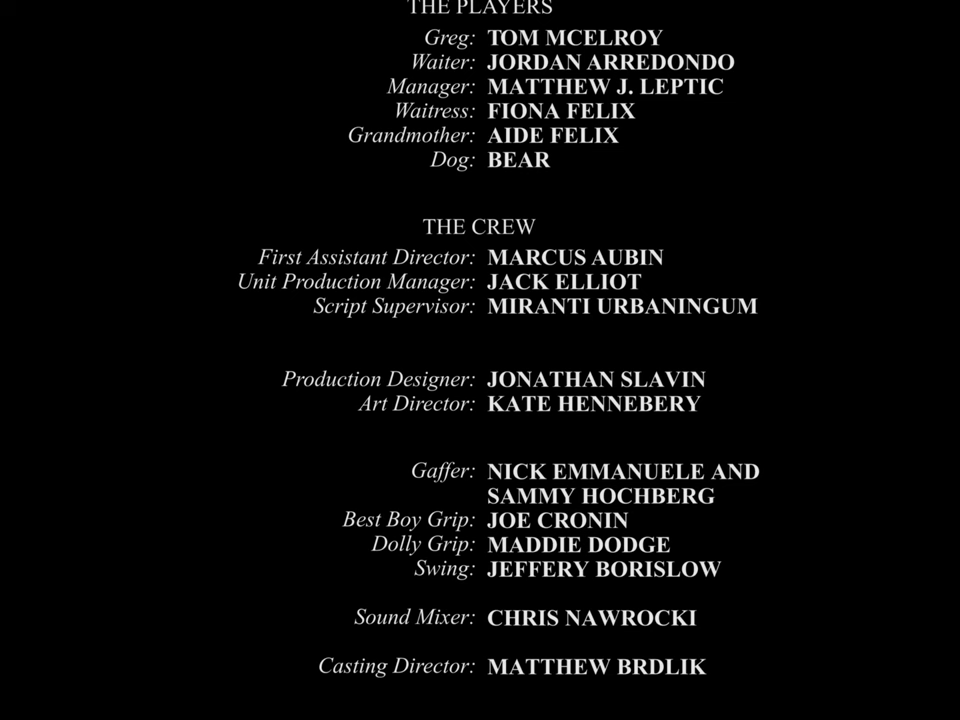 THE PLAYERS
Greg: TOM MCELROY
Waiter: JORDAN ARREDONDO
Manager: MATTHEW J. LEPTIC
Waitress: FIONA FELIX
Grandmother: AIDE FELIX
Dog: BEAR
THE CREW
First Assistant Director: MARCUS AUBIN
Unit Production Manager: JACK ELLIOT
Script Supervisor: MIRANTI URBANINGUM
Production Designer: JONATHAN SLAVIN
Art Director: KATE HENNEBERY
Gaffer: NICK EMMANUELE AND
SAMMY HOCHBERG
Best Boy Grip: JOE CRONIN
Dolly Grip: MADDIE DODGE
Swing: JEFFERY BORISLOW
Sound Mixer: CHRIS NAWROCKI
Casting Director: MATTHEW BRDLIK